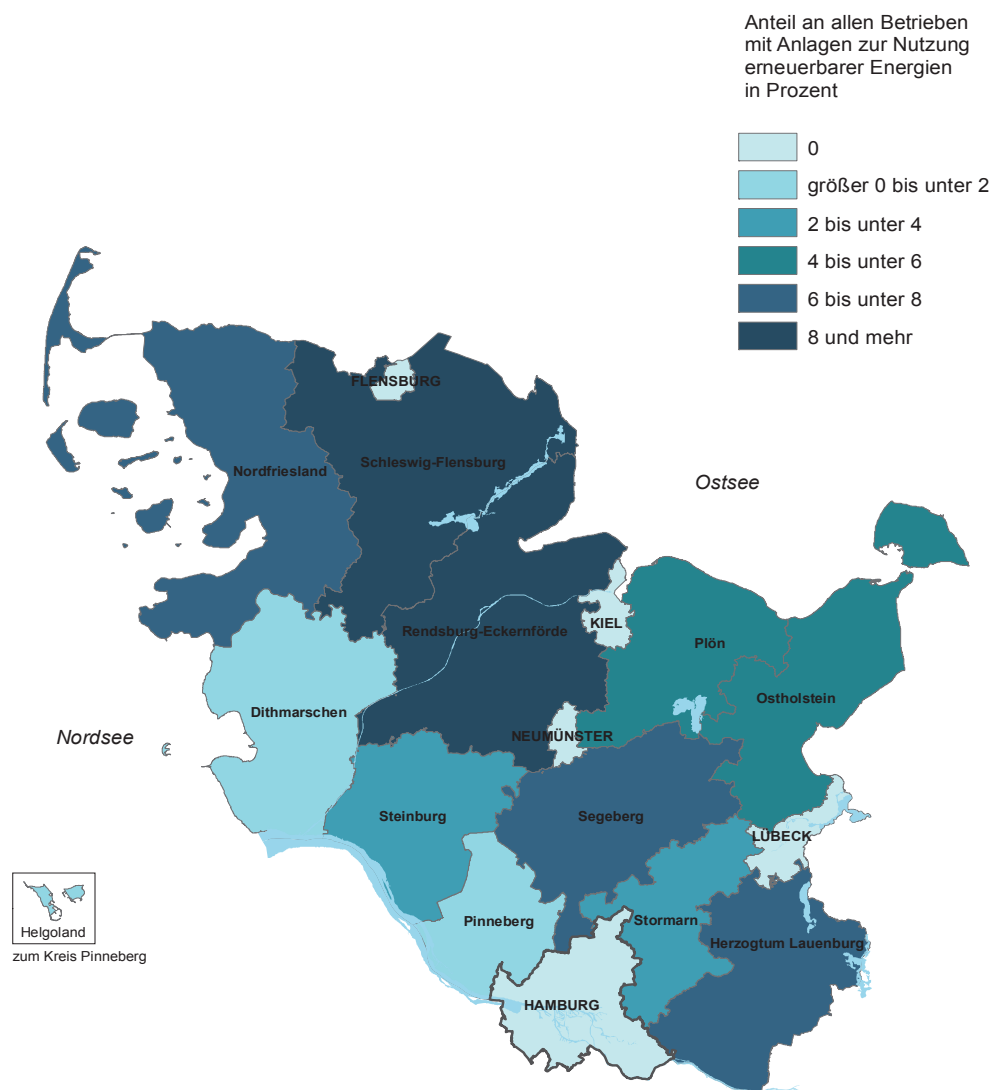 Anteil an allen Betrieben
mit Anlagen zur Nutzung
erneuerbarer Energien
in Prozent
0
größer 0 bis unter 2
2 bis unter 4
4 bis unter 6
6 bis unter 8
8 und mehr
FLENSBURG
Schleswig-Flensburg
Nordfriesland
Ostsee
KIEL
Rendsburg-Eckernförde
Plön
Ostholstein
Dithmarschen
Nordsee
NEUMÜNSTER
Steinburg
Segeberg
LÜBECK
Pinneberg
Stormarn
Herzogtum Lauenburg
Helgoland
zum Kreis Pinneberg
HAMBURG